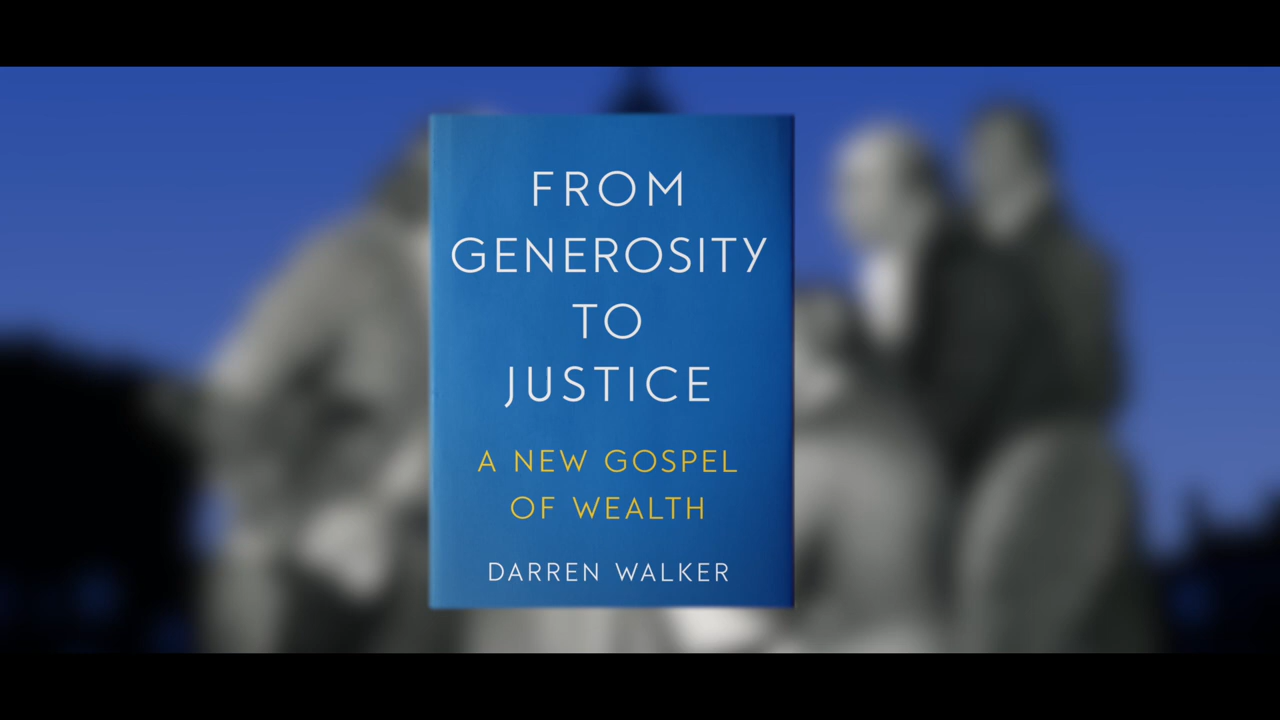 FROM
GENEROSITY
TO
JUSTICE
A NEW GOSPEL
OF WEALTH
DARREN WALKER